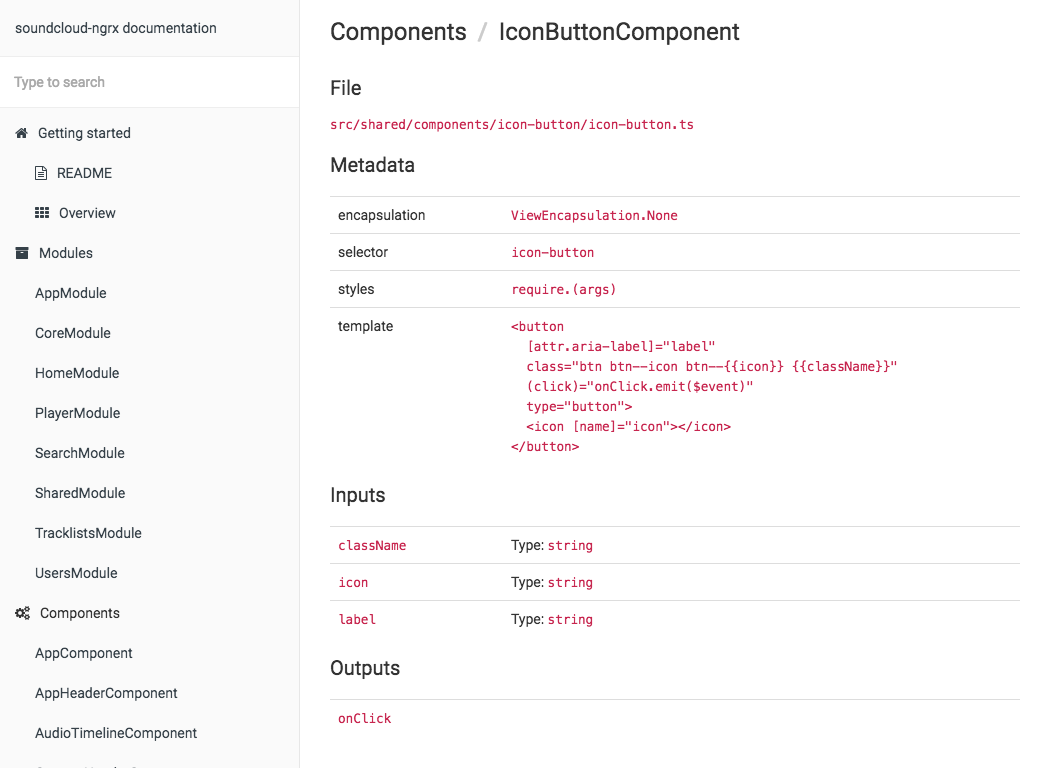 soundcloud-ngrx documentation
Type to search
Getting started
README
Overview
Modules
AppModule
CoreModule
HomeModule
PlayerModule
SearchModule
SharedModule
TracklistsModule
UsersModule
Components
AppComponent
AppHeaderComponent
AudioTimelineComponent
Components / IconButtonComponent
File
src/shared/components/icon-button/icon-button.ts
Metadata
encapsulation ViewEncapsulation.None
selector icon-button
styles require.(args)
template <button
[attr.aria-label]="label"
class="btn btn--icon btn--{{icon}} {{className}}"
(click)="onClick.emit($event)"
type="button">
<icon [name]="icon"></icon>
</button>
Inputs
className Type: string
icon Type: string
label Type: string
Outputs
onClick